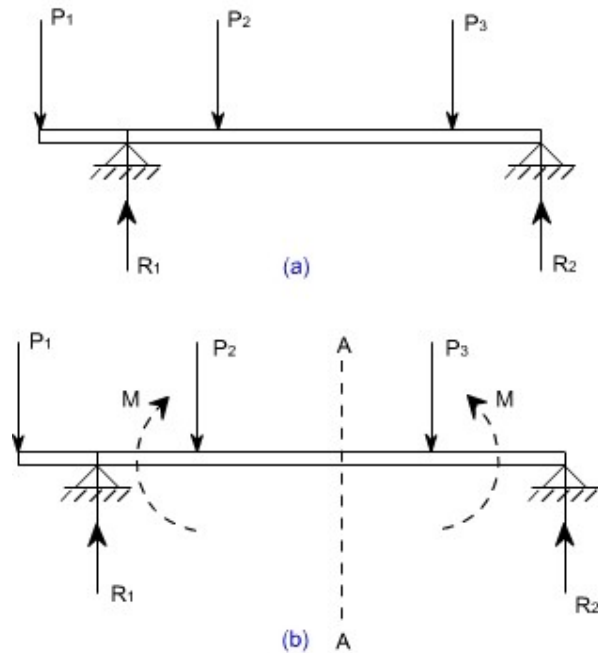 P₁ P₂ P₃
R₁ R₂
(a)
P₁ P₂ A P₃
M M
R₁ R₂
(b) A